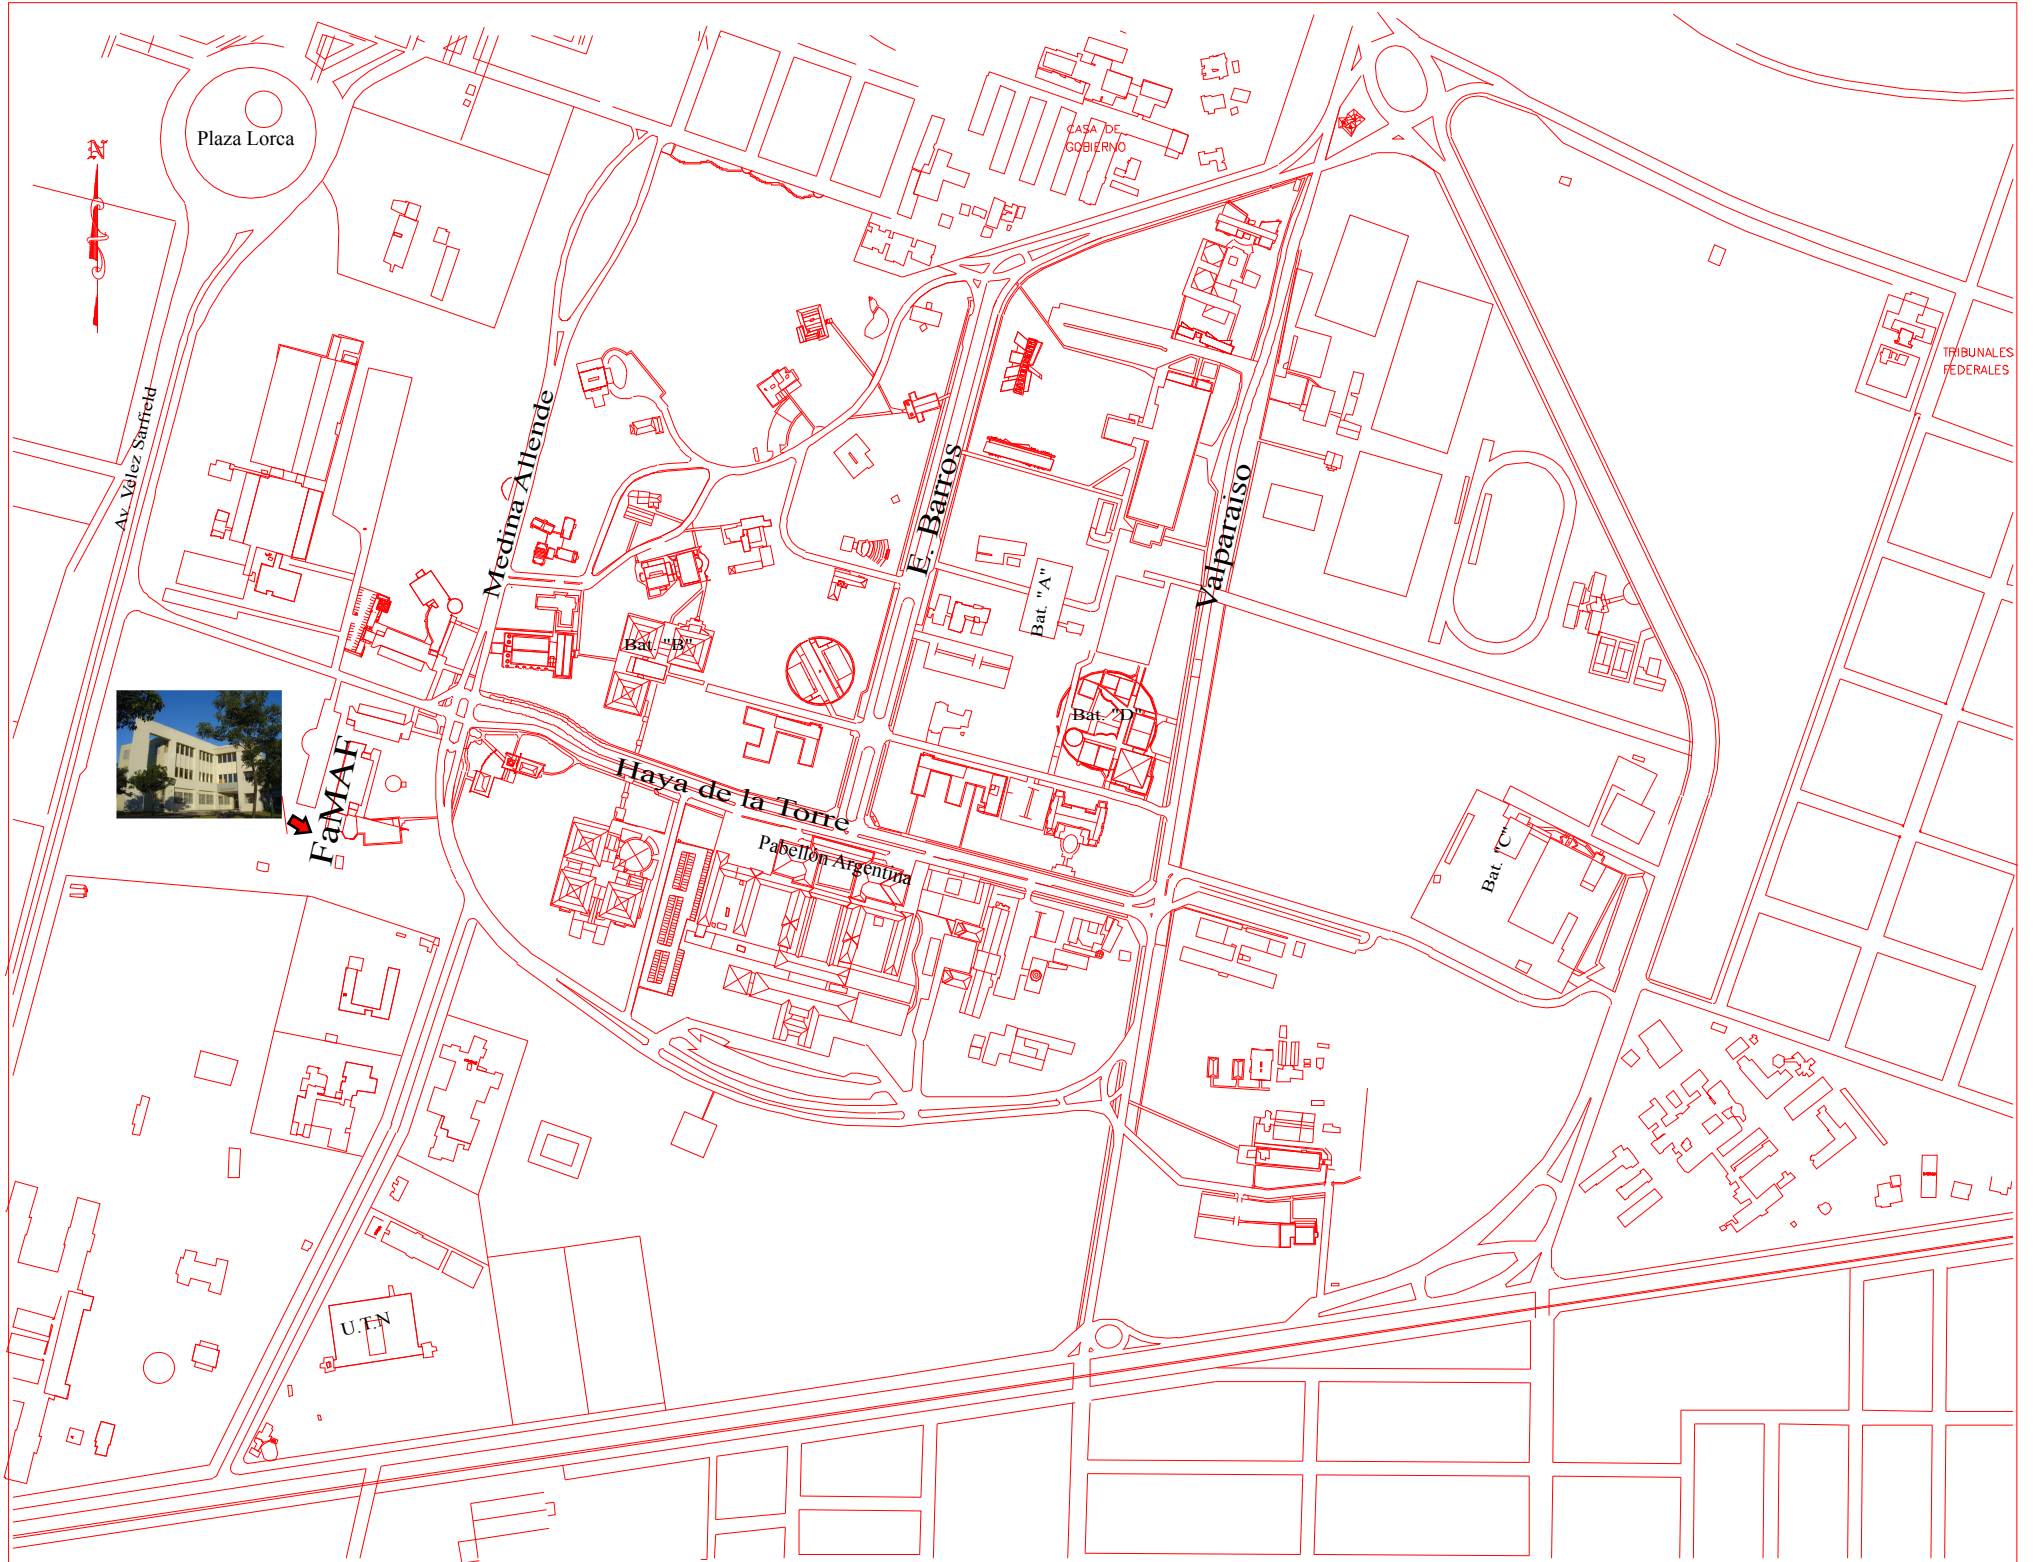 Plaza Lorca
N
CASA DE
GOBIERNO
TRIBUNALES
FEDERALES
Av. Velez Sarfield
Medina Allende
E. Barros
Valparaiso
Bat. "A"
Bat. "B"
Bat. "D"
FaMAF
Haya de la Torre
Pabellón Argentina
Bat. "C"
U.T.N